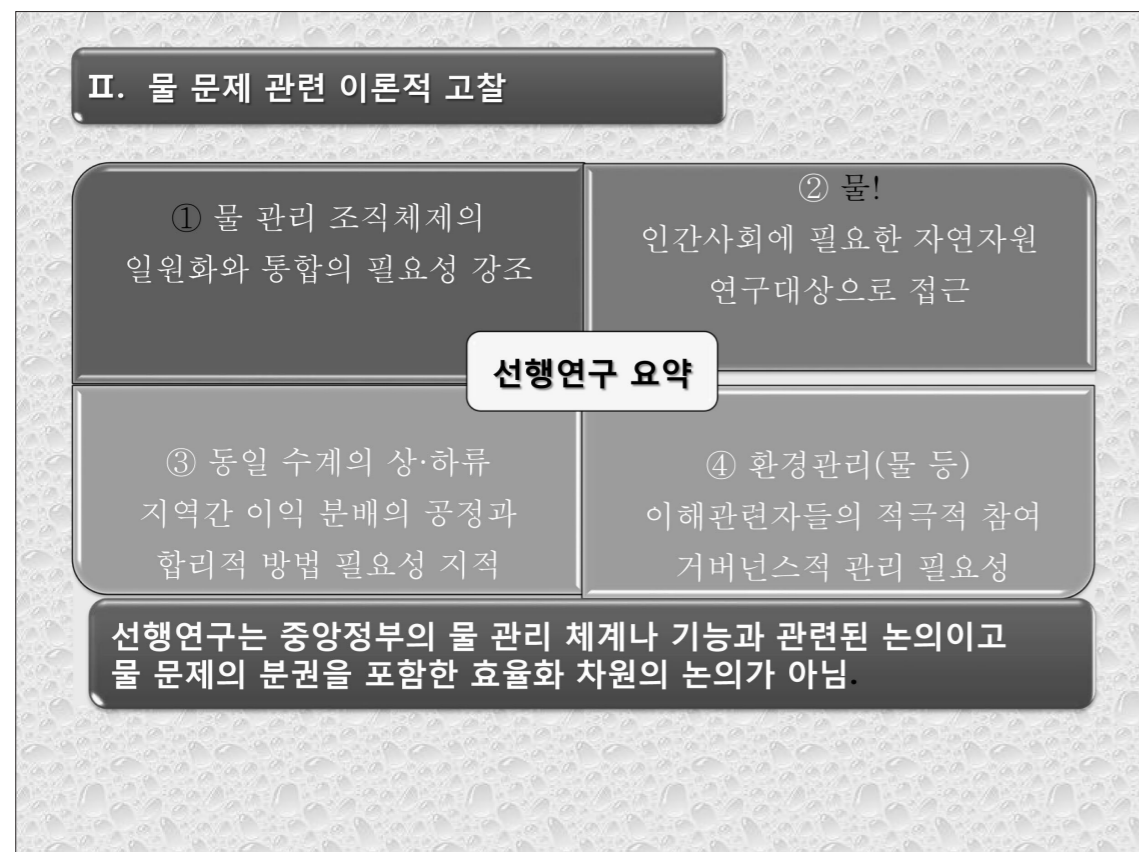 Ⅱ. 물 문제 관련 이론적 고찰
① 물 관리 조직체제의
일원화와 통합의 필요성 강조
② 물!
인간사회에 필요한 자연자원
연구대상으로 접근
선행연구 요약
③ 동일 수계의 상·하류
지역간 이익 분배의 공정과
합리적 방법 필요성 지적
④ 환경관리(물 등)
이해관련자들의 적극적 참여
거버넌스적 관리 필요성
선행연구는 중앙정부의 물 관리 체계나 기능과 관련된 논의이고
물 문제의 분권을 포함한 효율화 차원의 논의가 아님.